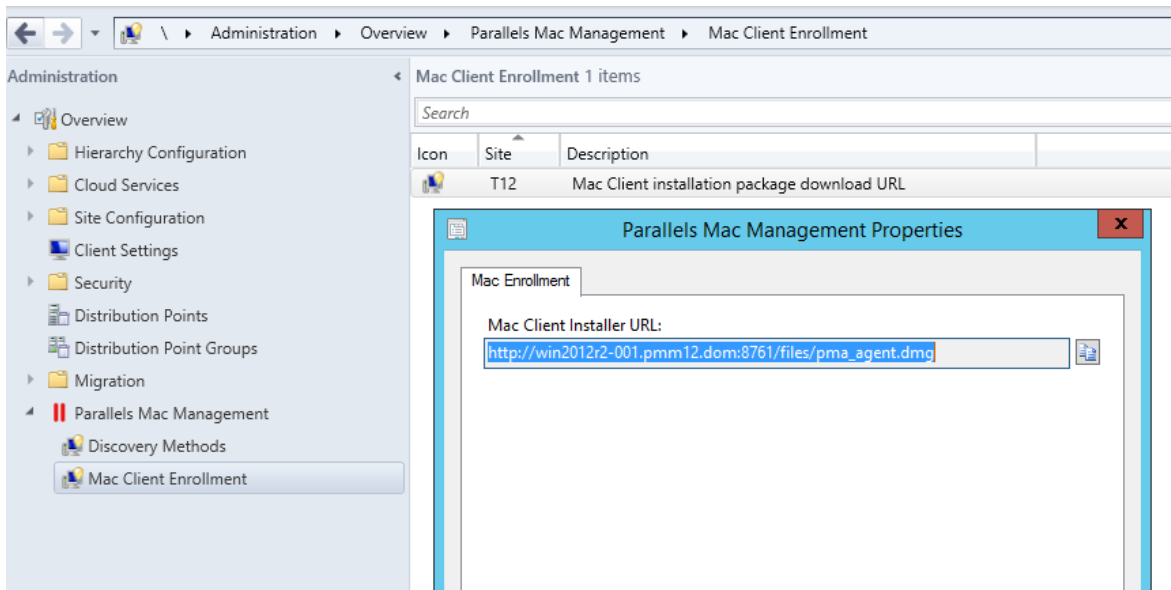 \ ▸ Administration ▸ Overview ▸ Parallels Mac Management ▸ Mac Client Enrollment
Administration
Overview
Hierarchy Configuration
Cloud Services
Site Configuration
Client Settings
Security
Distribution Points
Distribution Point Groups
Migration
Parallels Mac Management
Discovery Methods
Mac Client Enrollment
Mac Client Enrollment 1 items
Search
Icon Site Description
T12 Mac Client installation package download URL
Parallels Mac Management Properties
x
Mac Enrollment
Mac Client Installer URL:
http://win2012r2-001.pmm12.dom:8761/files/pma_agent.dmg